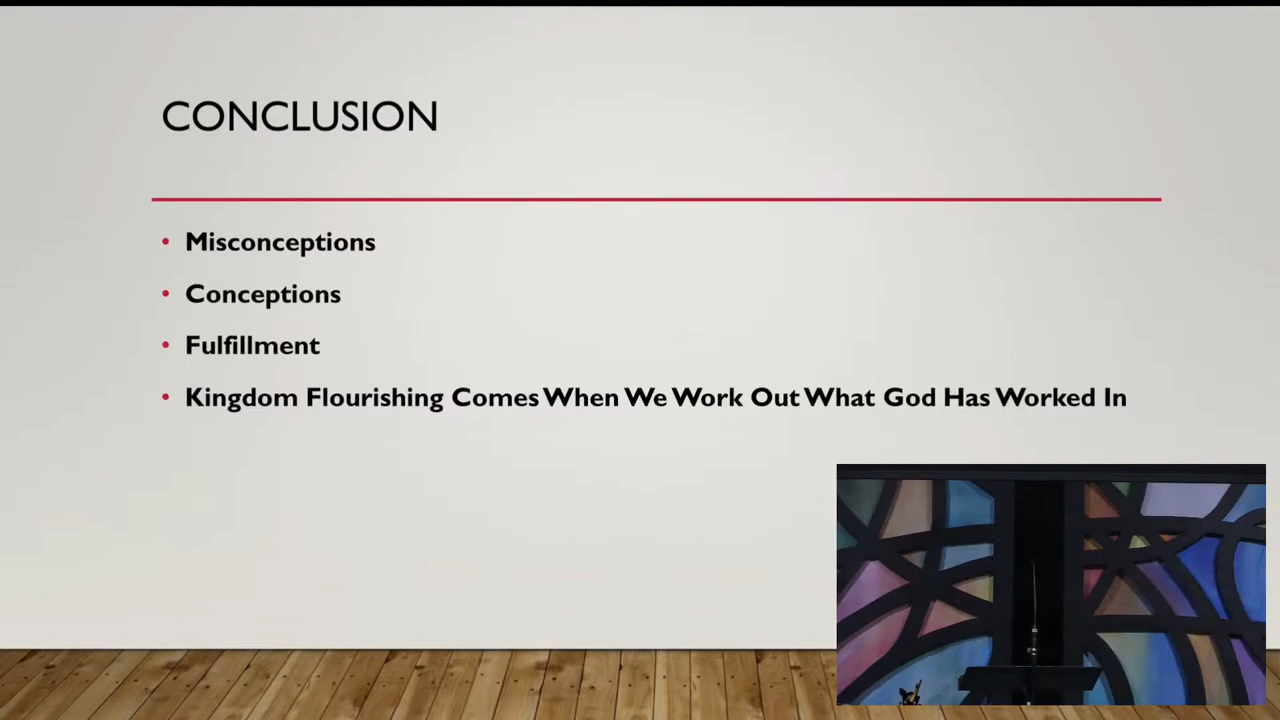 CONCLUSION
• Misconceptions
• Conceptions
• Fulfillment
• Kingdom Flourishing Comes When We Work Out What God Has Worked In